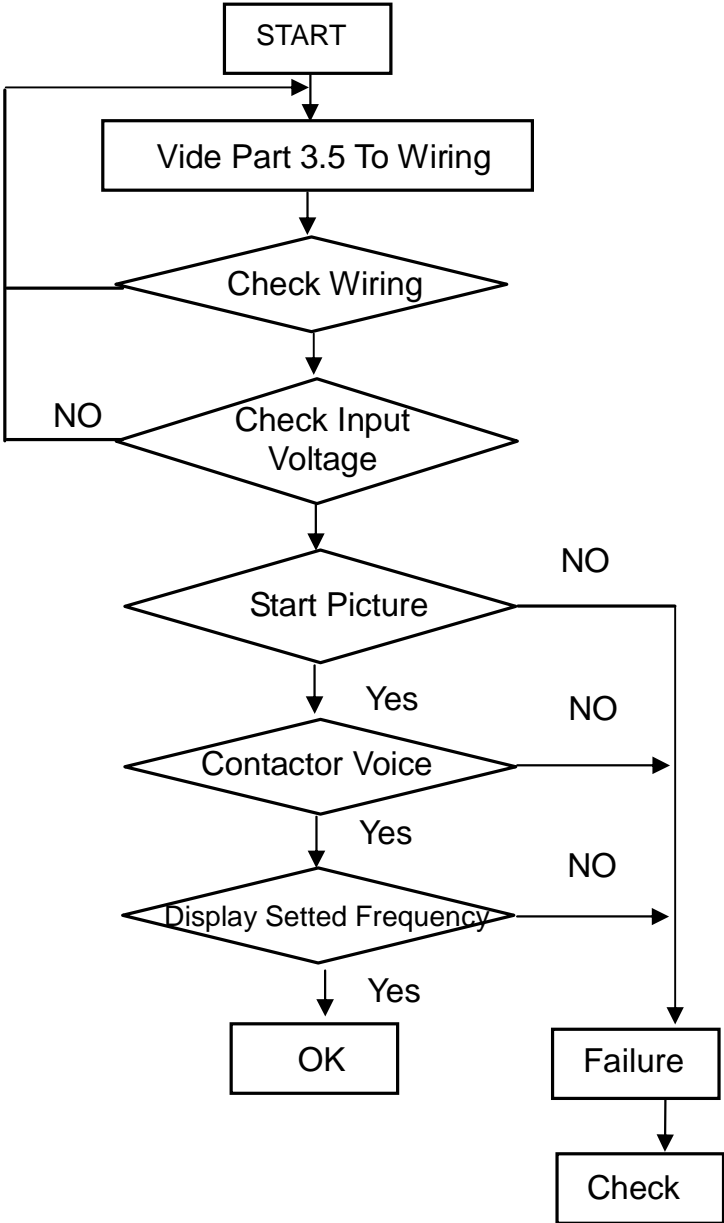 START
Vide Part 3.5 To Wiring
Check Wiring
NO
Check Input
Voltage
NO
Start Picture
Yes
NO
Contactor Voice
Yes
NO
Display Setted Frequency
Yes
OK
Failure
Check